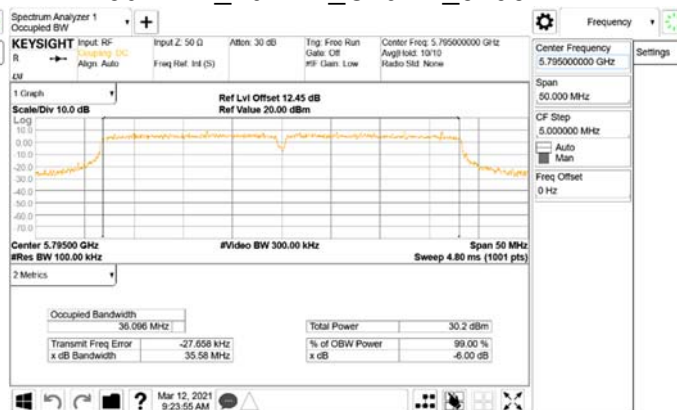 Spectrum Analyzer 1
Occupied BW
Frequency
KEYSIGHT
R
LXI
Input: RF
Coupling: DC
Align: Auto
Input Z: 50 Ω
Freq Ref: Int (S)
Atten: 30 dB
Trig: Free Run
Gate: Off
#IF Gain: Low
Center Freq: 5.795000000 GHz
Avg|Hold: 10/10
Radio Std: None
Center Frequency
5.795000000 GHz
Settings
Span
50.000 MHz
CF Step
5.000000 MHz
Auto
Man
Freq Offset
0 Hz
1 Graph
Scale/Div 10.0 dB
Ref Lvl Offset 12.45 dB
Ref Value 20.00 dBm
Log
10.0
0.00
-10.0
-20.0
-30.0
-40.0
-50.0
-60.0
-70.0
Center 5.79500 GHz
#Res BW 100.00 kHz
#Video BW 300.00 kHz
Span 50 MHz
Sweep 4.80 ms (1001 pts)
2 Metrics
Occupied Bandwidth
36.096 MHz
Total Power 30.2 dBm
Transmit Freq Error -27.658 kHz
% of OBW Power 99.00 %
x dB Bandwidth 35.58 MHz
x dB -6.00 dB
?
Mar 12, 2021
9:23:55 AM